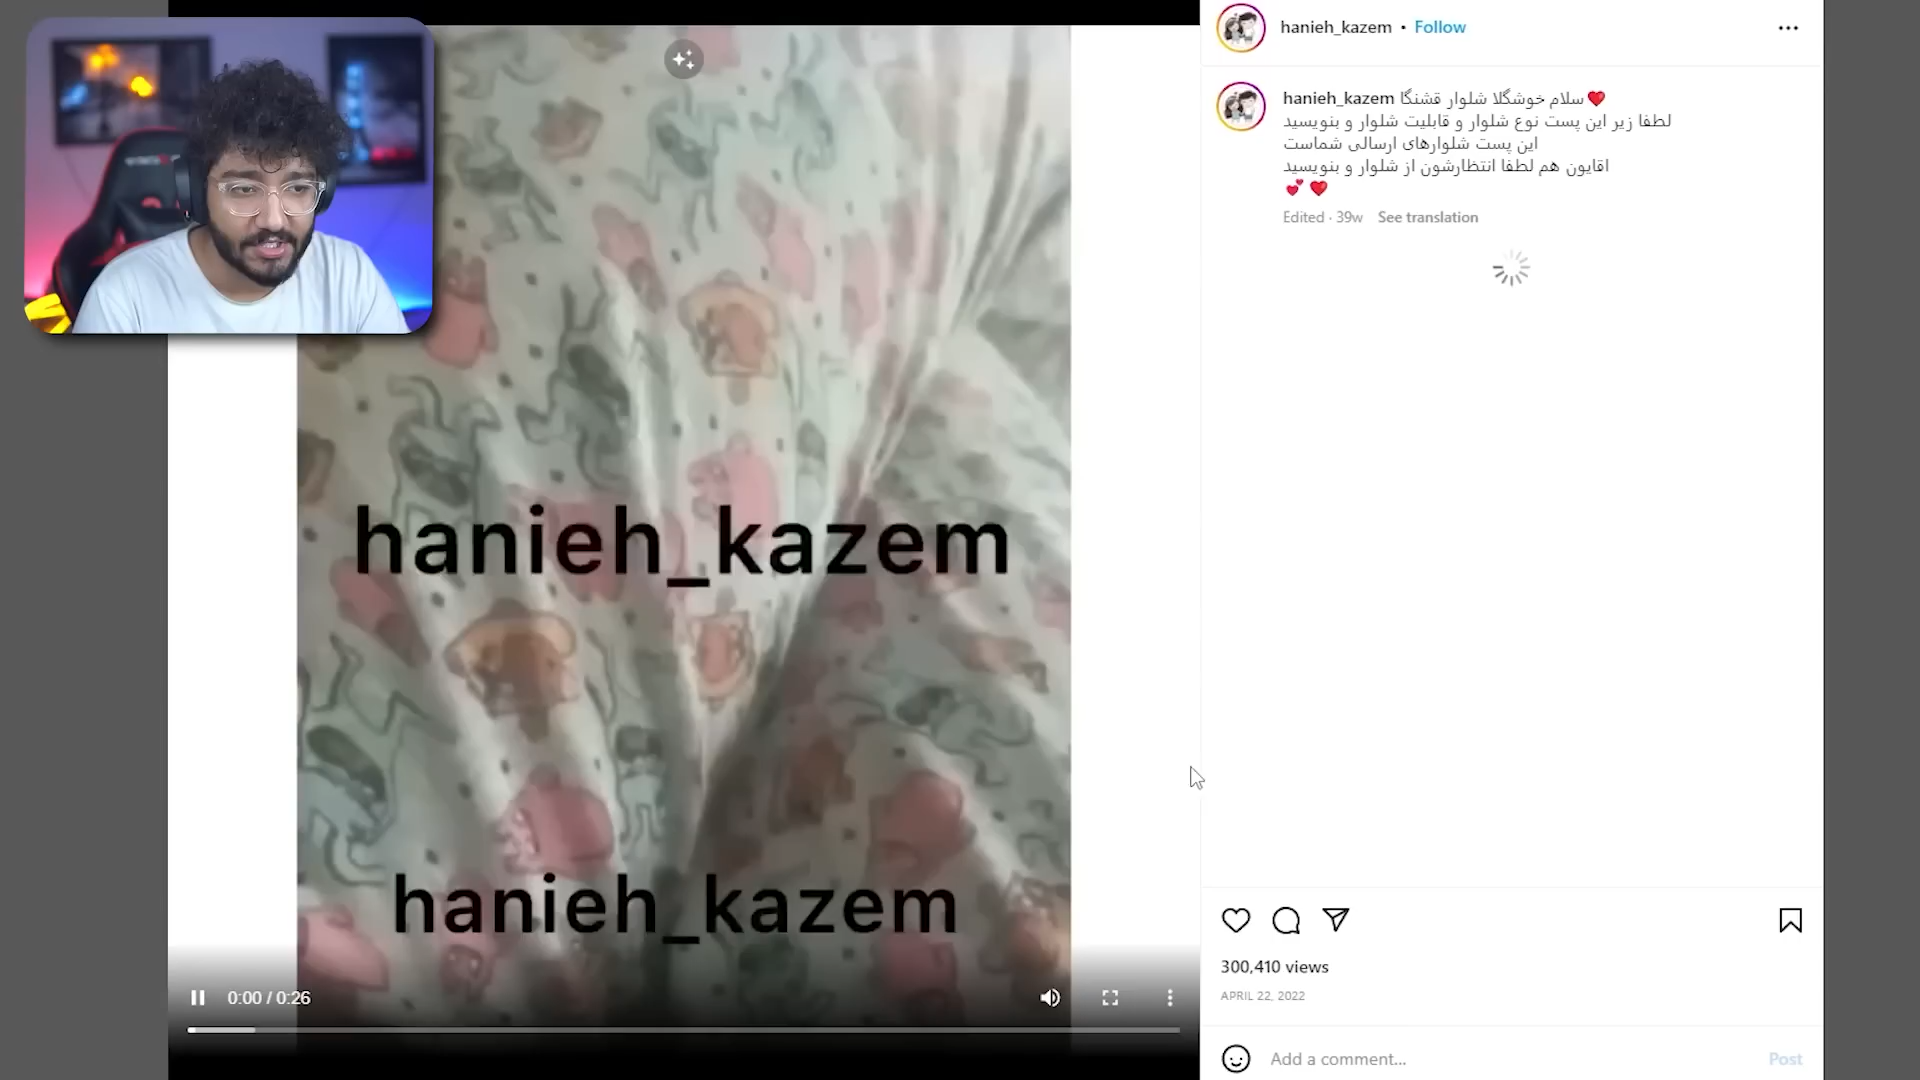 hanieh_kazem • Follow
hanieh_kazem سلام خوشگلا شلوار قشنگا❤️
لطفا زیر این پست نوع شلوار و قابلیت شلوار و بنویسید
این پست شلوارهای ارسالی شماست
اقایون هم لطفا انتظارشون از شلوار و بنویسید
💕❤️
Edited · 39w See translation
hanieh_kazem
hanieh_kazem
0:00 / 0:26
300,410 views
APRIL 22, 2022
Add a comment...
Post